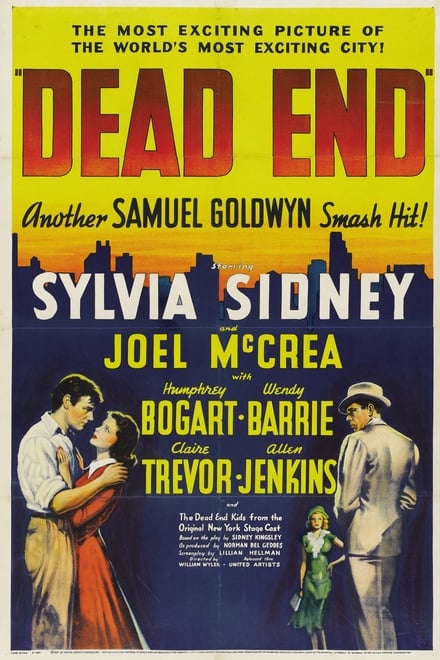 THE MOST EXCITING PICTURE OF
THE WORLD'S MOST EXCITING CITY!
"DEAD END"
Another SAMUEL GOLDWYN Smash Hit!
starring
SYLVIA SIDNEY
and
JOEL McCREA
with
Humphrey Wendy
BOGART · BARRIE
Claire Allen
TREVOR · JENKINS
and
The Dead End Kids from the
Original New York Stage Cast
Based on the play by SIDNEY KINGSLEY
As produced by NORMAN BEL GEDDES
Screenplay by LILLIAN HELLMAN
Directed by Released thru
WILLIAM WYLER · UNITED ARTISTS